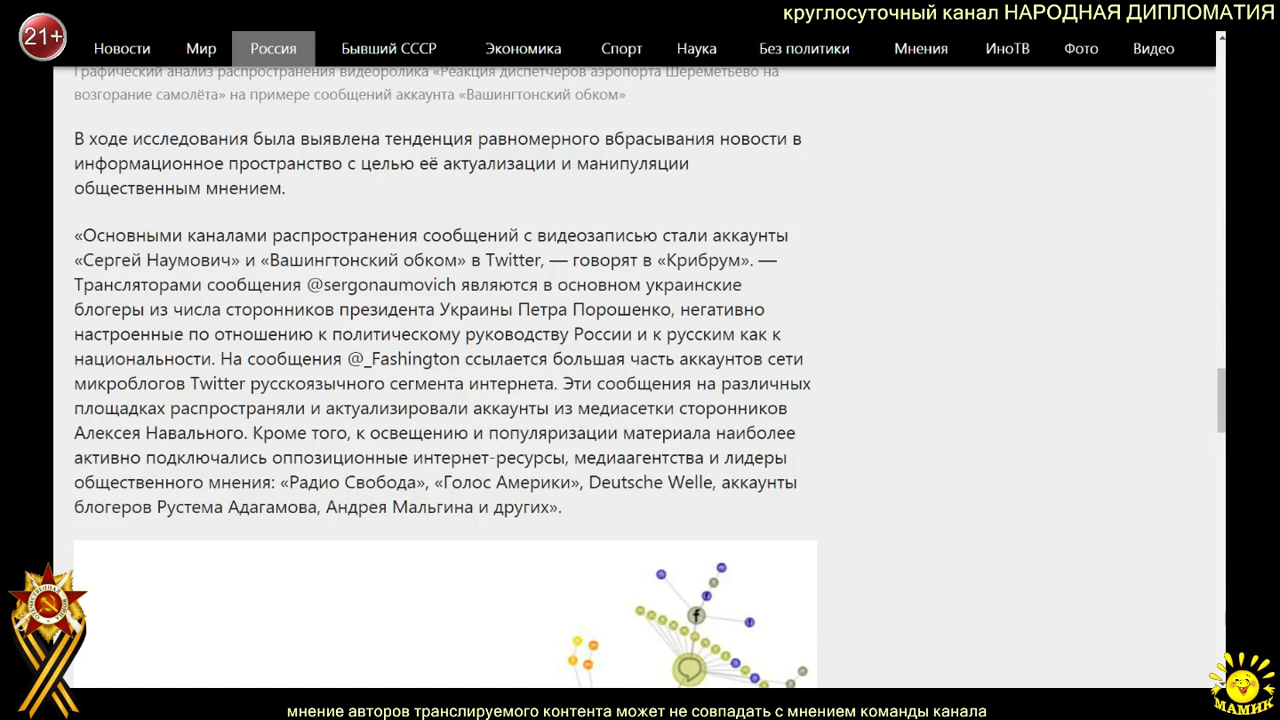 круглосуточный канал НАРОДНАЯ ДИПЛОМАТИЯ
21+
Новости Мир Россия Бывший СССР Экономика Спорт Наука Без политики Мнения ИноТВ Фото Видео
Графический анализ распространения видеоролика «Реакция диспетчеров аэропорта Шереметьево на
возгорание самолёта» на примере сообщений аккаунта «Вашингтонский обком»
В ходе исследования была выявлена тенденция равномерного вбрасывания новости в
информационное пространство с целью её актуализации и манипуляции
общественным мнением.
«Основными каналами распространения сообщений с видеозаписью стали аккаунты
«Сергей Наумович» и «Вашингтонский обком» в Twitter, — говорят в «Крибрум». —
Трансляторами сообщения @sergonaumovich являются в основном украинские
блогеры из числа сторонников президента Украины Петра Порошенко, негативно
настроенные по отношению к политическому руководству России и к русским как к
национальности. На сообщения @_Fashington ссылается большая часть аккаунтов сети
микроблогов Twitter русскоязычного сегмента интернета. Эти сообщения на различных
площадках распространяли и актуализировали аккаунты из медиасетки сторонников
Алексея Навального. Кроме того, к освещению и популяризации материала наиболее
активно подключались оппозиционные интернет-ресурсы, медиаагентства и лидеры
общественного мнения: «Радио Свобода», «Голос Америки», Deutsche Welle, аккаунты
блогеров Рустема Адагамова, Андрея Мальгина и других».
f
ОТЕЧЕСТВЕННАЯ ВОЙНА
МАМИК
мнение авторов транслируемого контента может не совпадать с мнением команды канала